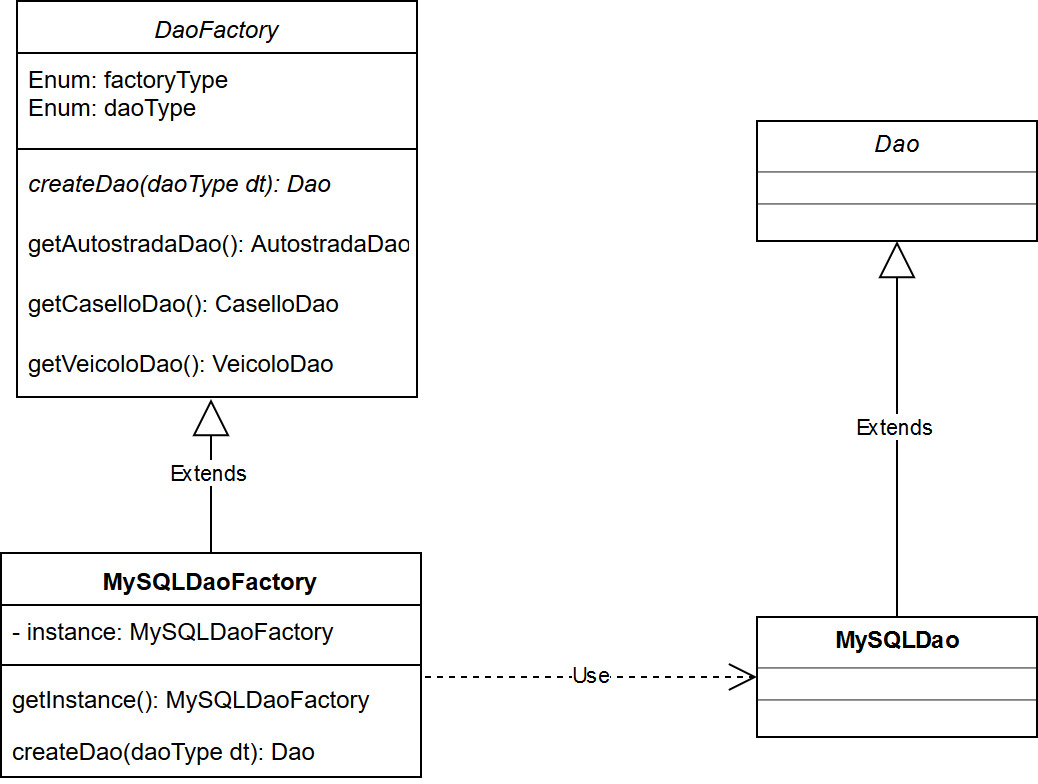 DaoFactory
Enum: factoryType
Enum: daoType
createDao(daoType dt): Dao
getAutostradaDao(): AutostradaDao
getCaselloDao(): CaselloDao
getVeicoloDao(): VeicoloDao
Extends
MySQLDaoFactory
- instance: MySQLDaoFactory
getInstance(): MySQLDaoFactory
createDao(daoType dt): Dao
Use
Dao
Extends
MySQLDao